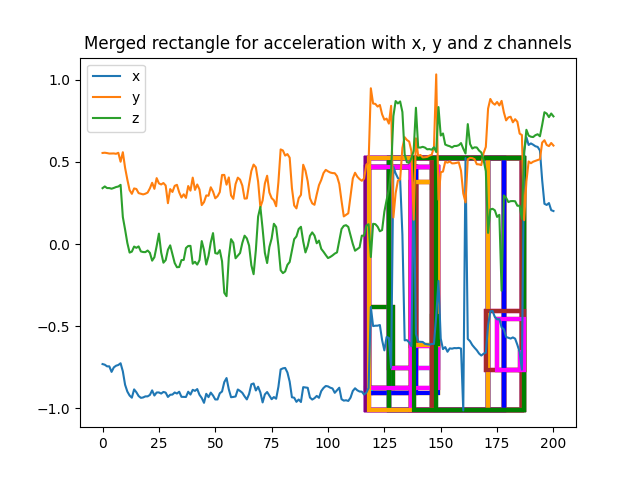 Merged rectangle for acceleration with x, y and z channels
x
y
z
1.0
0.5
0.0
−0.5
−1.0
0 25 50 75 100 125 150 175 200